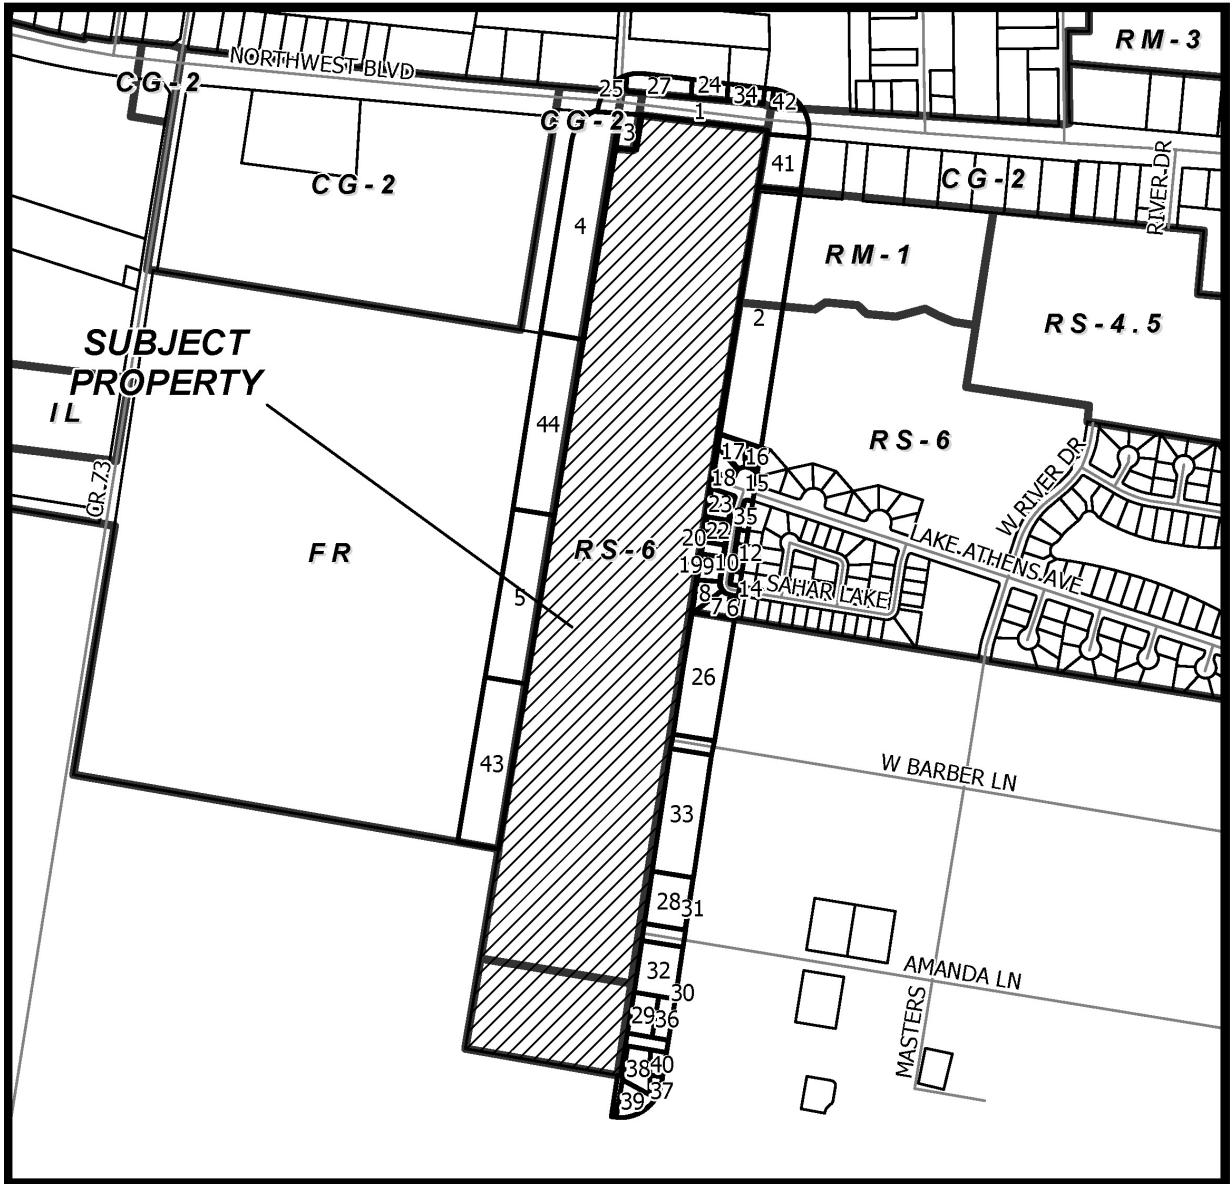 RM-3
CG-2
NORTHWEST BLVD
25
27
24
34
42
CG-2
3
1
41
CG-2
RIVER DR
CG-2
4
RM-1
2
RS-4.5
SUBJECT
PROPERTY
IL
44
RS-6
17
16
18
15
23
35
W RIVER DR
CR 73
FR
RS-6
20
22
12
LAKE ATHENS AVE
19
9
10
5
8
14
SAHAR LAKE
7
6
26
43
W BARBER LN
33
28
31
32
AMANDA LN
30
29
36
MASTERS
38
40
37
39